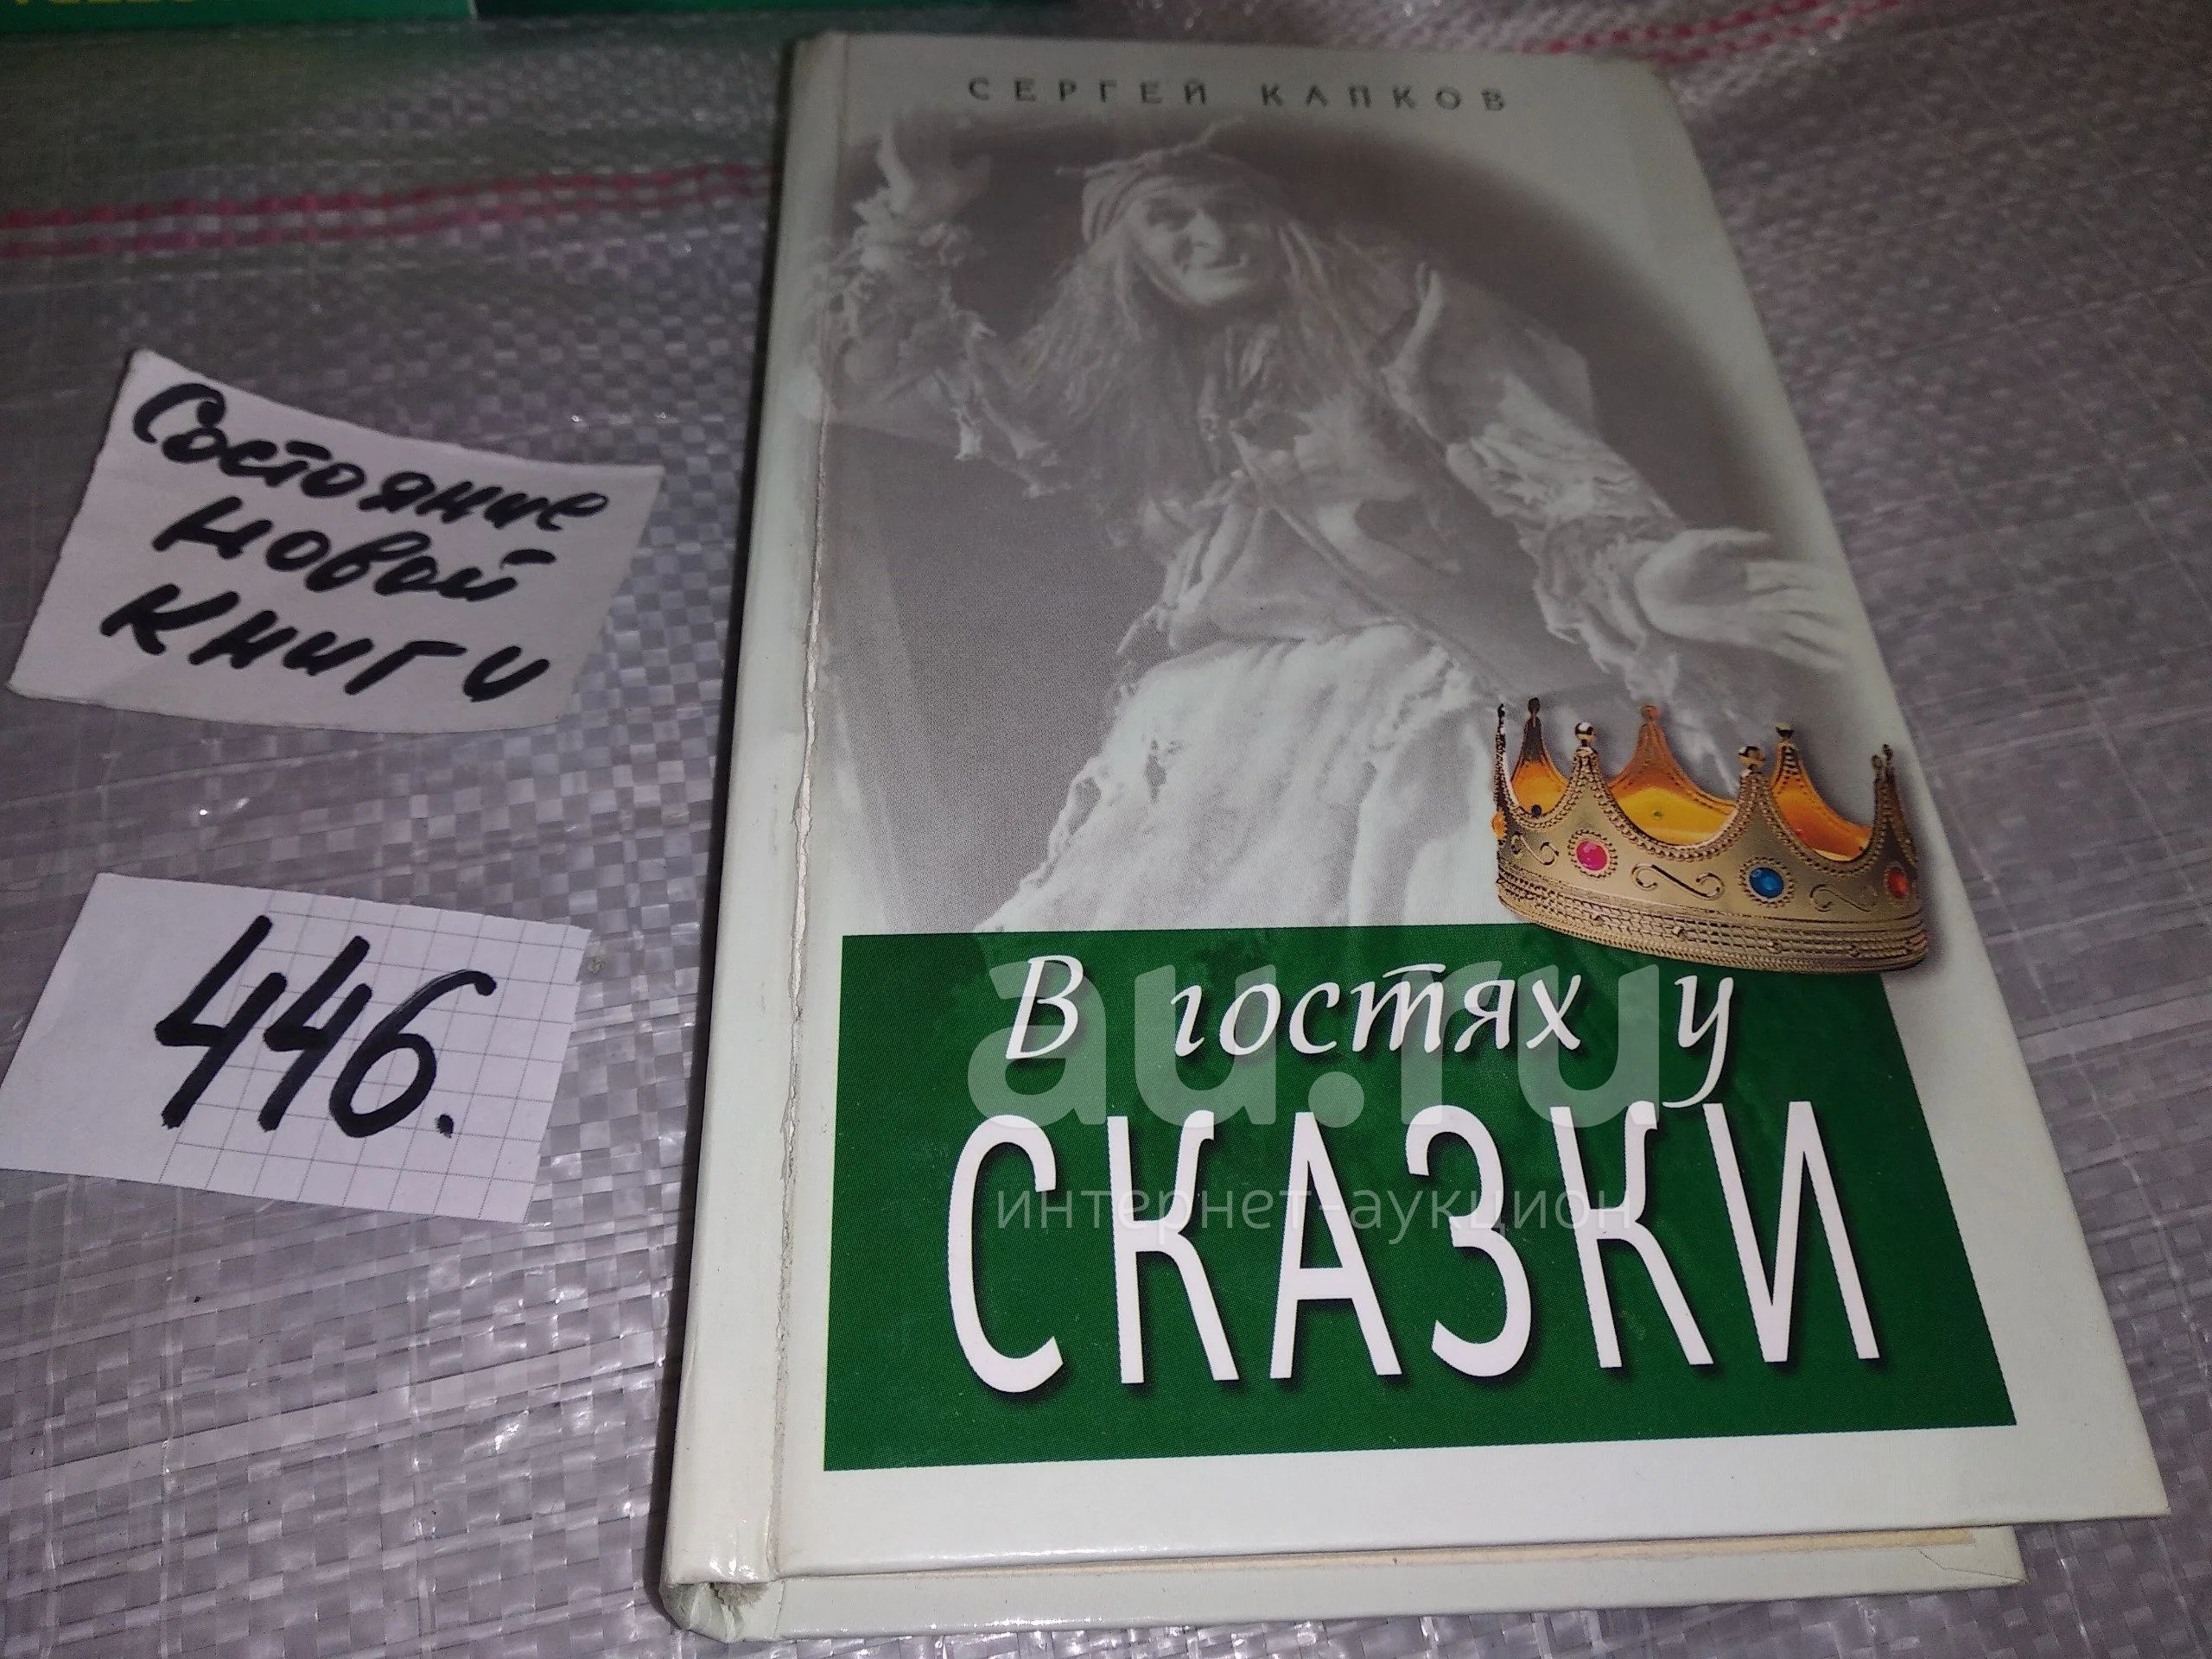 СЕРГЕЙ КАПКОВ
Состояние
новой
книги
446.
В гостях у
СКАЗКИ
au.ru
интернет-аукцион